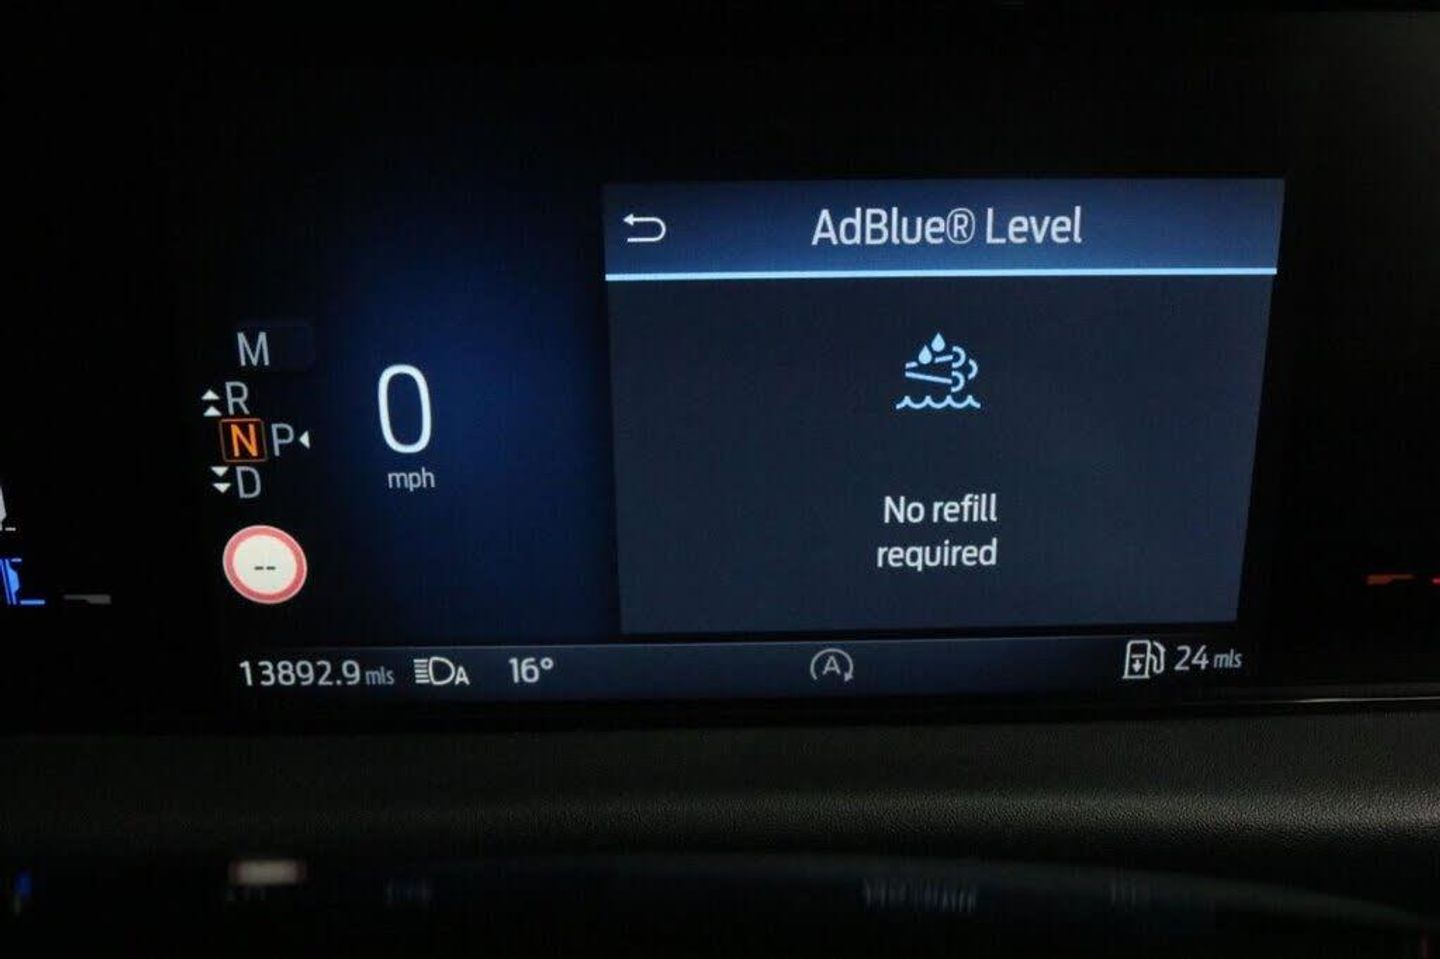 AdBlue® Level
M
R
N P
D
0
mph
No refill
required
--
13892.9 mls
A
16°
A
24 mls